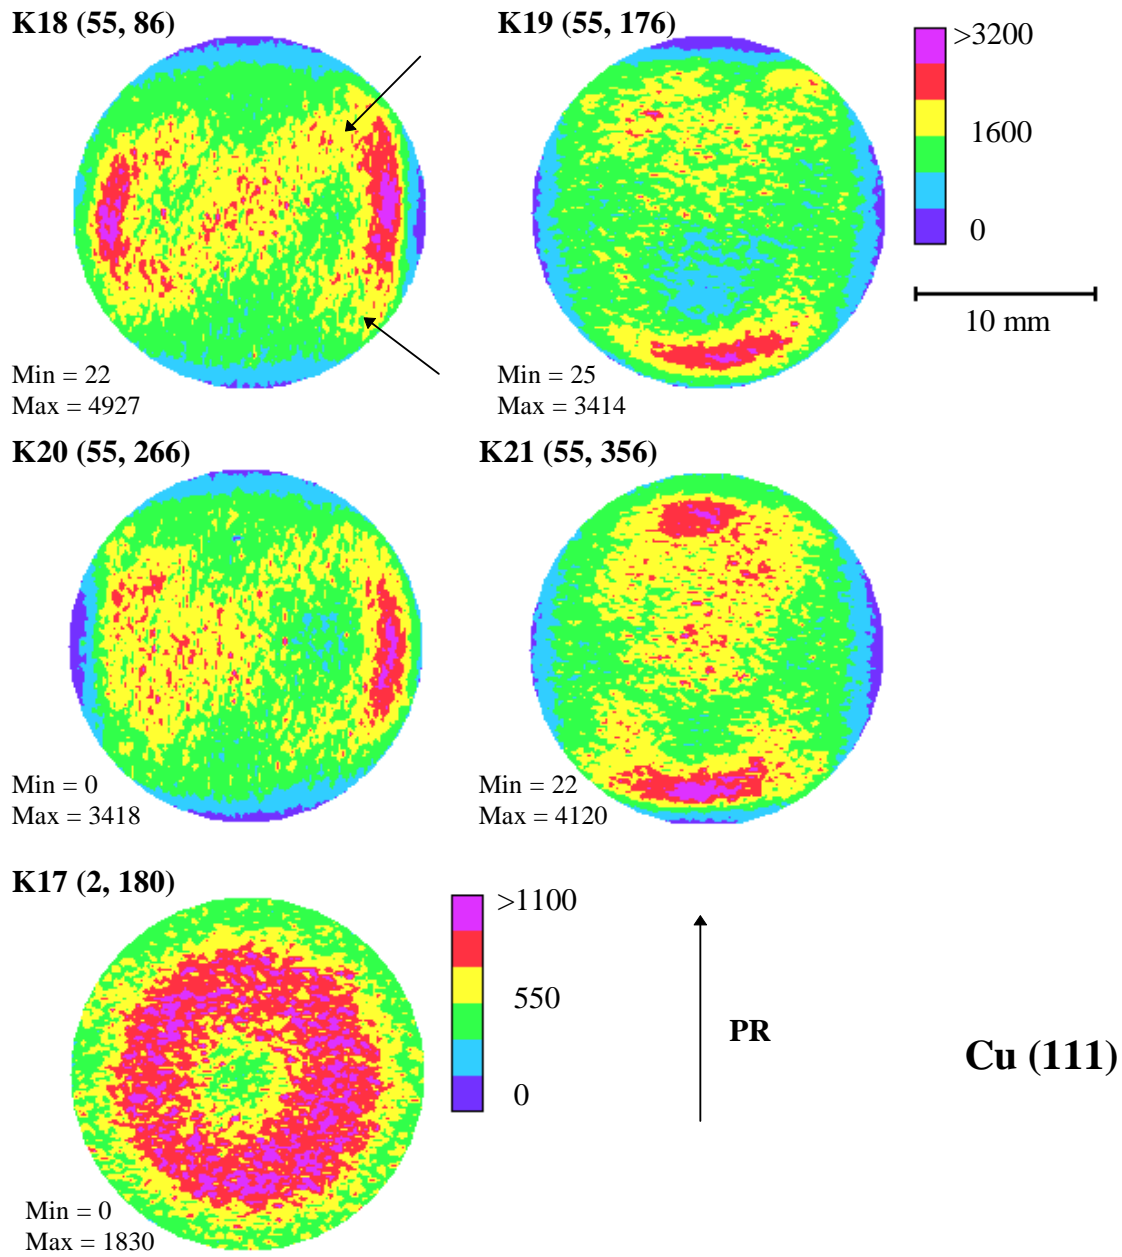 K18 (55, 86)
K19 (55, 176)
>3200
1600
0
10 mm
Min = 22
Max = 4927
Min = 25
Max = 3414
K20 (55, 266)
K21 (55, 356)
Min = 0
Max = 3418
Min = 22
Max = 4120
K17 (2, 180)
>1100
550
0
PR
Cu (111)
Min = 0
Max = 1830